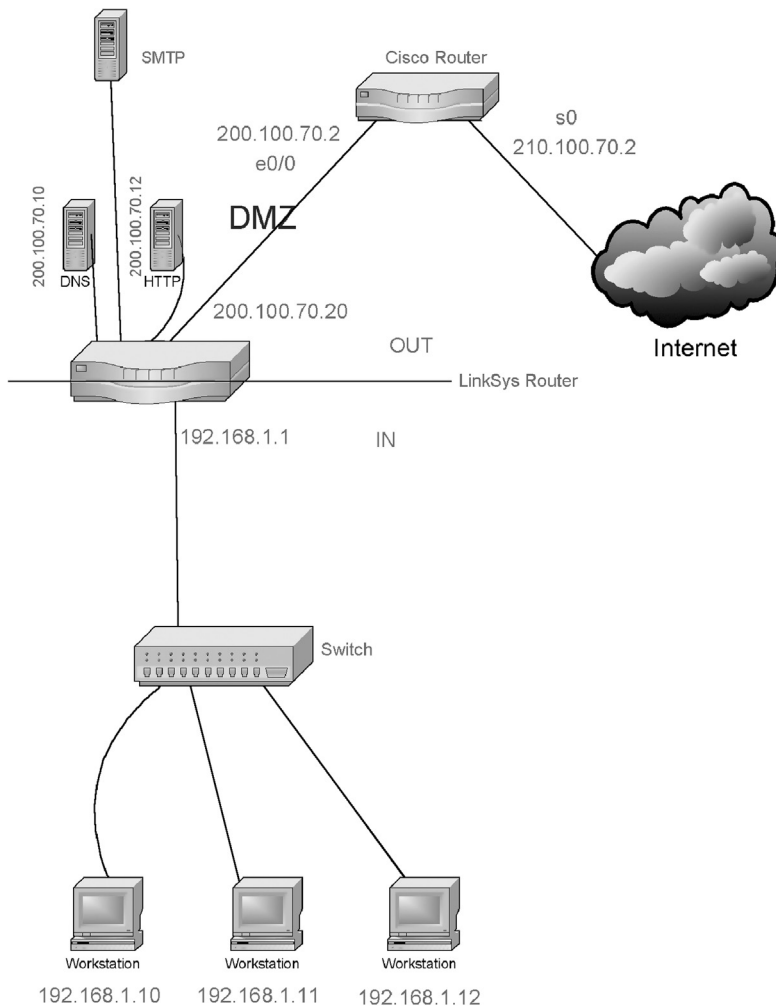 SMTP
Cisco Router
s0
210.100.70.2
200.100.70.2
e0/0
200.100.70.10
200.100.70.12
DMZ
DNS
HTTP
200.100.70.20
OUT
Internet
LinkSys Router
192.168.1.1
IN
Switch
Workstation
Workstation
Workstation
192.168.1.10
192.168.1.11
192.168.1.12